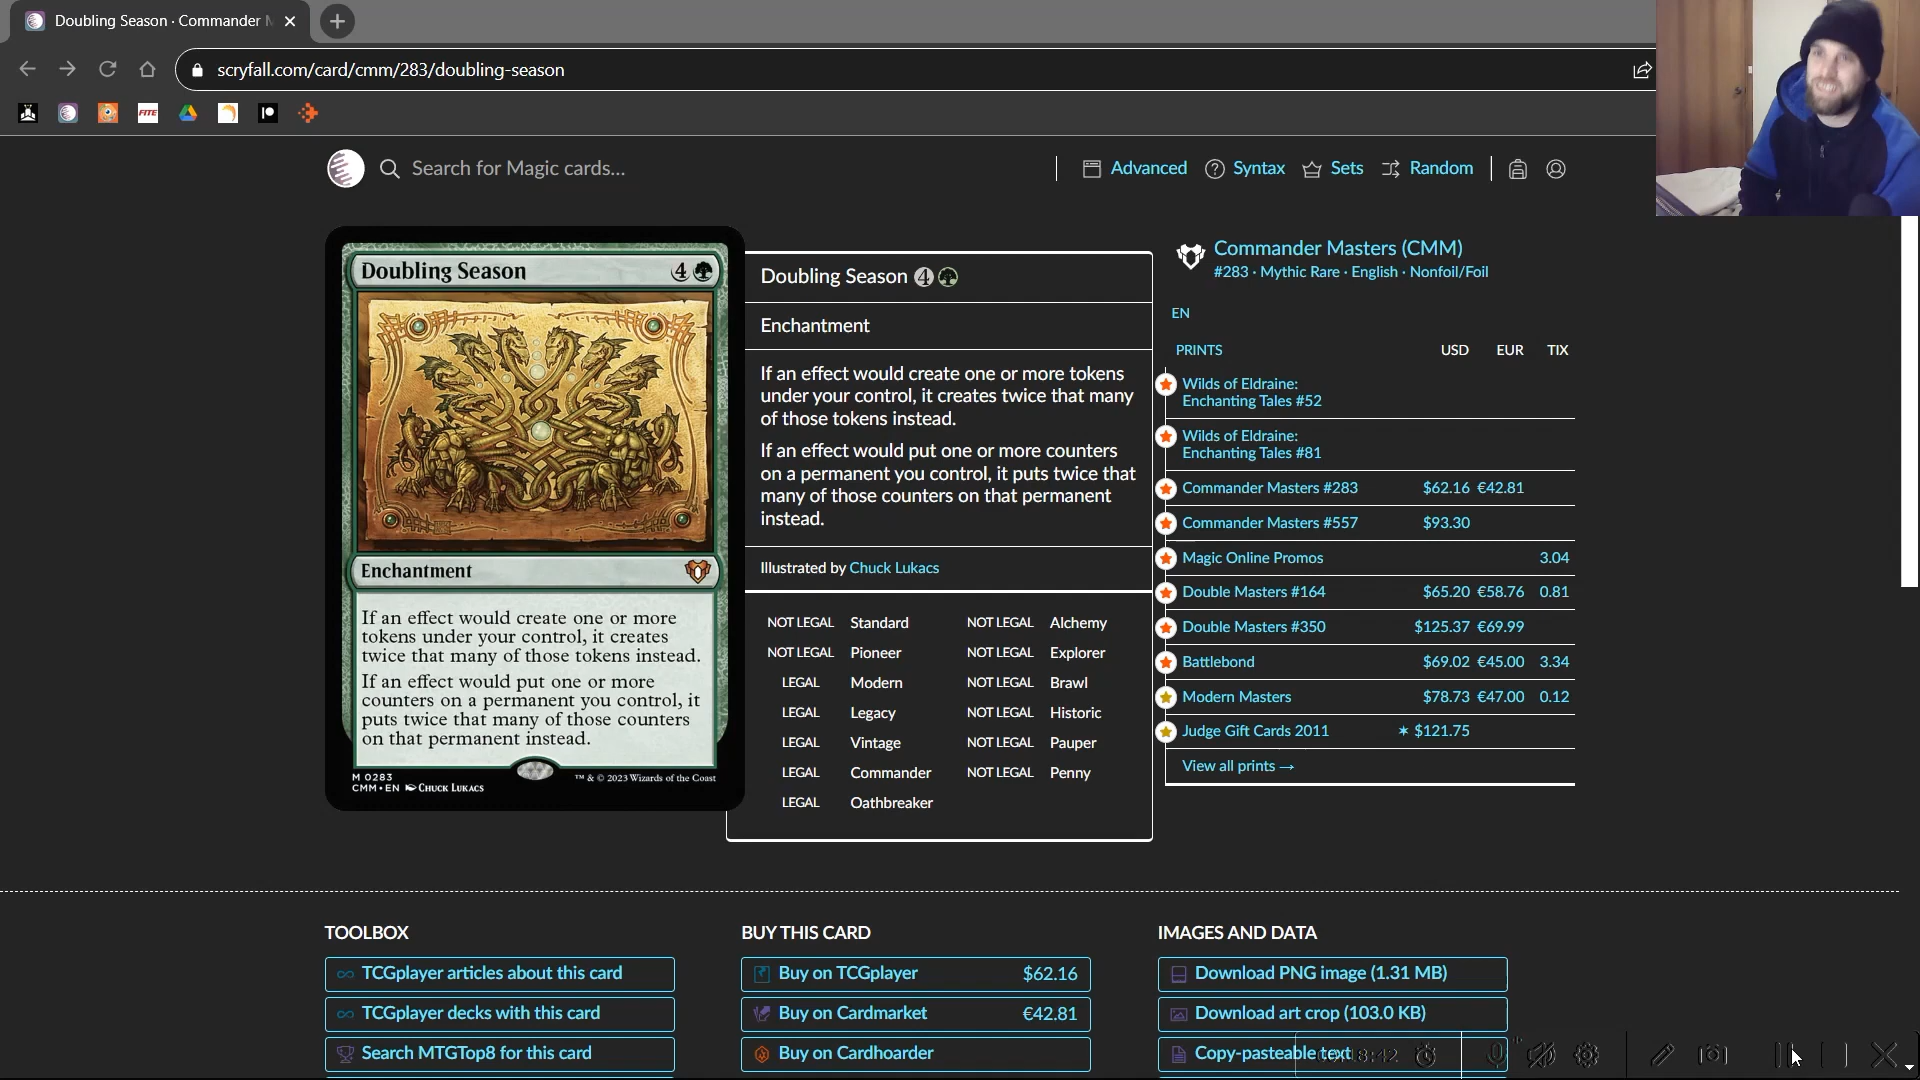 Doubling Season · Commander M
scryfall.com/card/cmm/283/doubling-season
FITE
Search for Magic cards...
Advanced
Syntax
Sets
Random
Doubling Season 4
Enchantment
If an effect would create one or more
tokens under your control, it creates
twice that many of those tokens instead.
If an effect would put one or more
counters on a permanent you control, it
puts twice that many of those counters
on that permanent instead.
M 0283
CMM • EN CHUCK LUKACS
™ & © 2023 Wizards of the Coast
Doubling Season 4
Enchantment
If an effect would create one or more tokens
under your control, it creates twice that many
of those tokens instead.
If an effect would put one or more counters
on a permanent you control, it puts twice that
many of those counters on that permanent
instead.
Illustrated by Chuck Lukacs
NOT LEGAL Standard NOT LEGAL Alchemy
NOT LEGAL Pioneer NOT LEGAL Explorer
LEGAL Modern NOT LEGAL Brawl
LEGAL Legacy NOT LEGAL Historic
LEGAL Vintage NOT LEGAL Pauper
LEGAL Commander NOT LEGAL Penny
LEGAL Oathbreaker
Commander Masters (CMM)
#283 · Mythic Rare · English · Nonfoil/Foil
EN
PRINTS USD EUR TIX
Wilds of Eldraine:
Enchanting Tales #52
Wilds of Eldraine:
Enchanting Tales #81
Commander Masters #283 $62.16 €42.81
Commander Masters #557 $93.30
Magic Online Promos 3.04
Double Masters #164 $65.20 €58.76 0.81
Double Masters #350 $125.37 €69.99
Battlebond $69.02 €45.00 3.34
Modern Masters $78.73 €47.00 0.12
Judge Gift Cards 2011 ✶ $121.75
View all prints →
TOOLBOX
TCGplayer articles about this card
TCGplayer decks with this card
Search MTGTop8 for this card
BUY THIS CARD
Buy on TCGplayer $62.16
Buy on Cardmarket €42.81
Buy on Cardhoarder
IMAGES AND DATA
Download PNG image (1.31 MB)
Download art crop (103.0 KB)
Copy-pasteable text